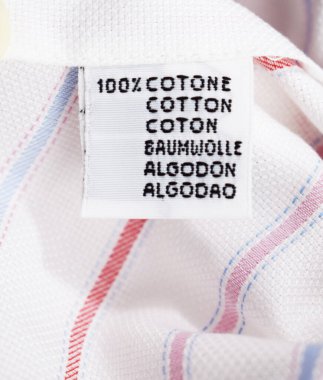 100% COTONE
COTTON
COTON
BAUMWOLLE
ALGODON
ALGODAO